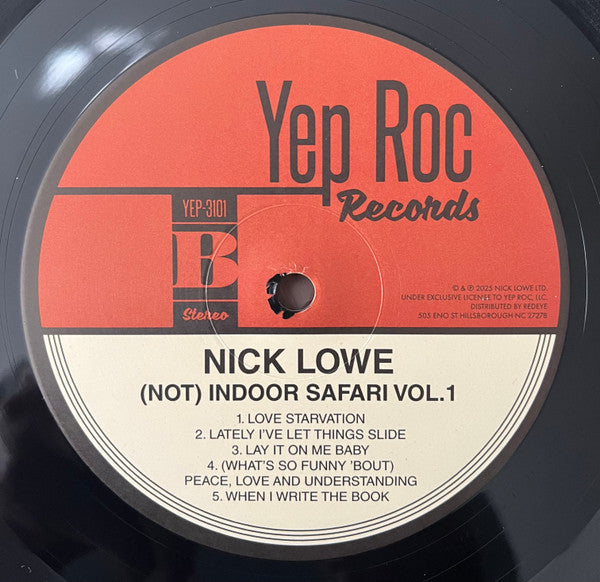 Yep Roc
Records
YEP-3101
B
Stereo
© & ℗ 2025 NICK LOWE LTD.
UNDER EXCLUSIVE LICENSE TO YEP ROC, LLC.
DISTRIBUTED BY REDEYE
505 ENO ST HILLSBOROUGH NC 27278
NICK LOWE
(NOT) INDOOR SAFARI VOL.1
1. LOVE STARVATION
2. LATELY I'VE LET THINGS SLIDE
3. LAY IT ON ME BABY
4. (WHAT'S SO FUNNY 'BOUT)
PEACE, LOVE AND UNDERSTANDING
5. WHEN I WRITE THE BOOK